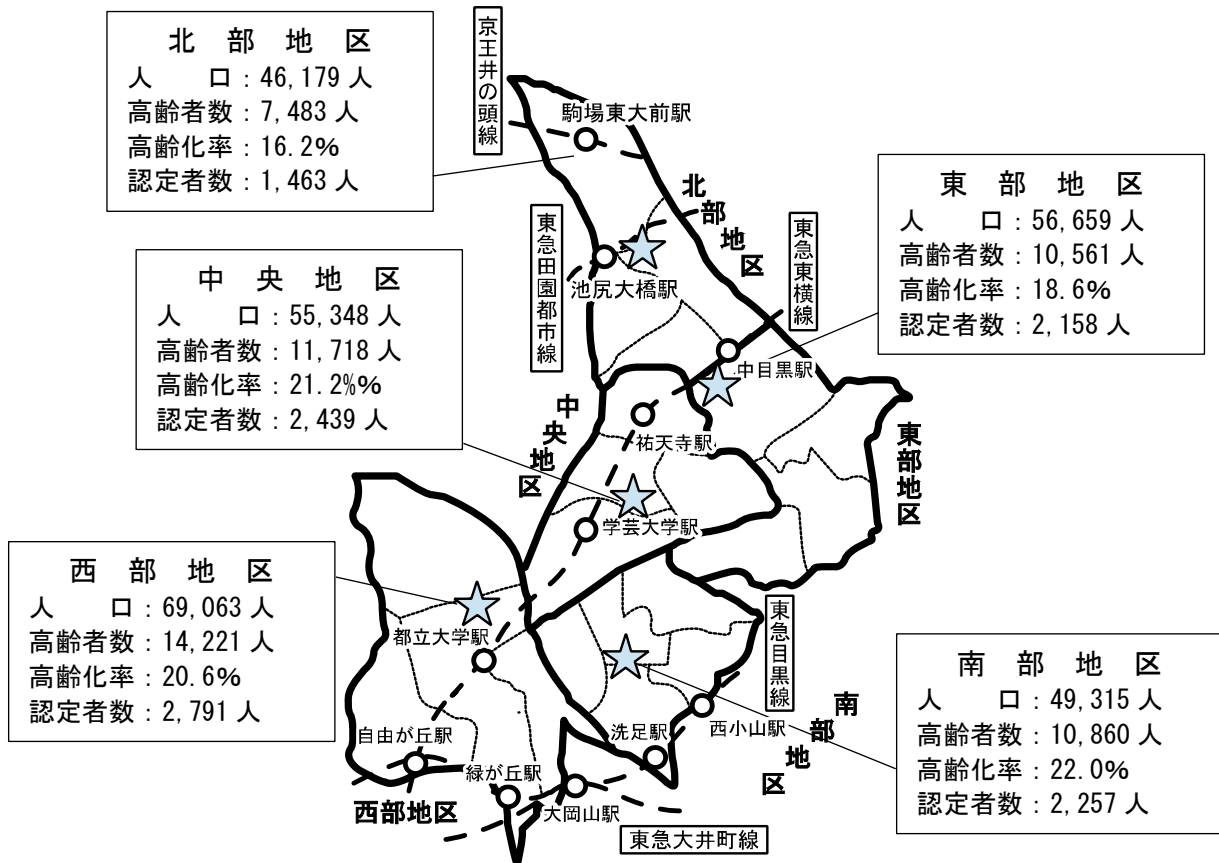 北部地区
人　　口：46,179 人
高齢者数：7,483 人
高齢化率：16.2%
認定者数：1,463 人
京王井の頭線
駒場東大前駅
北部地区
東部地区
人　　口：56,659 人
高齢者数：10,561 人
高齢化率：18.6%
認定者数：2,158 人
東急田園都市線
池尻大橋駅
東急東横線
中央地区
人　　口：55,348 人
高齢者数：11,718 人
高齢化率：21.2%%
認定者数：2,439 人
中目黒駅
中央地区
祐天寺駅
東部地区
学芸大学駅
西部地区
人　　口：69,063 人
高齢者数：14,221 人
高齢化率：20.6%
認定者数：2,791 人
都立大学駅
東急目黒線
南部地区
人　　口：49,315 人
高齢者数：10,860 人
高齢化率：22.0%
認定者数：2,257 人
自由が丘駅
洗足駅
西小山駅
南部地区
緑が丘駅
西部地区
大岡山駅
東急大井町線